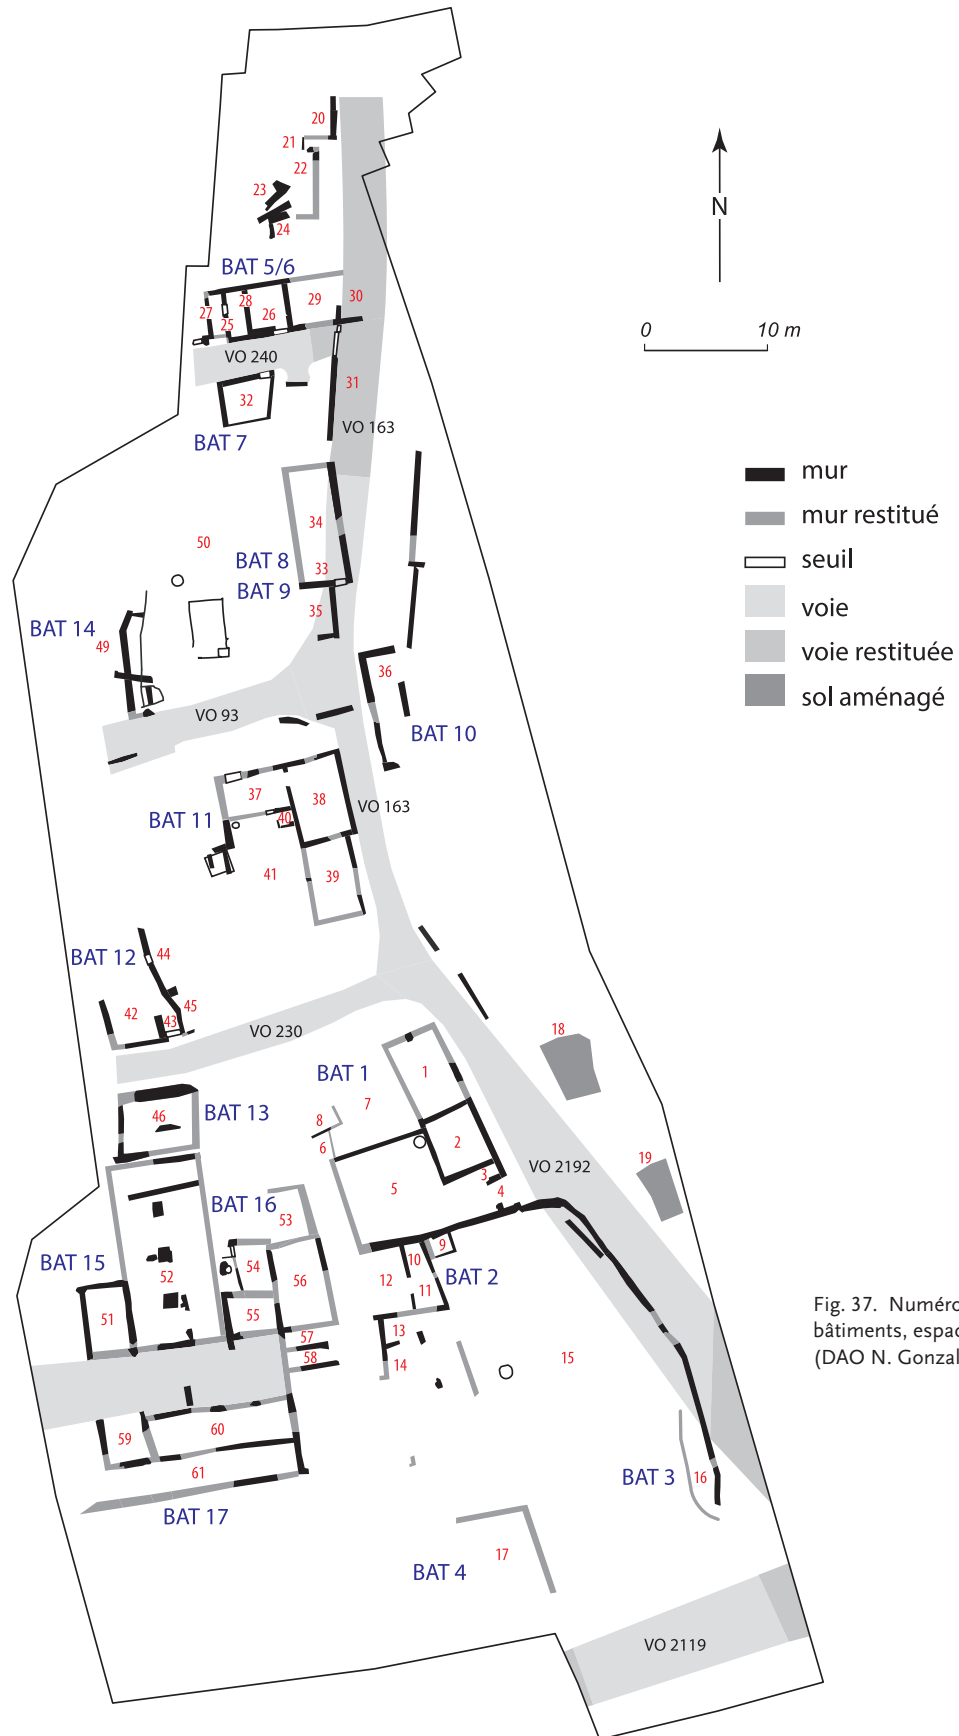 20
21
22
23
24
N
BAT 5/6
27
28
29
30
25
26
0 10 m
VO 240
31
32
VO 163
BAT 7
mur
mur restitué
34
seuil
50
BAT 8
33
BAT 9
voie
35
BAT 14
49
voie restituée
36
sol aménagé
VO 93
BAT 10
37
38
VO 163
BAT 11
40
41
39
BAT 12
44
45
42
43
VO 230
18
BAT 1
1
7
46
BAT 13
8
2
6
19
VO 2192
3
5
4
BAT 16
53
9
10
BAT 15
54
56
12
BAT 2
52
11
51
55
Fig. 37. Numéro
bâtiments, espac
(DAO N. Gonzal
57
13
58
14
15
60
59
61
BAT 3
16
BAT 17
17
BAT 4
VO 2119